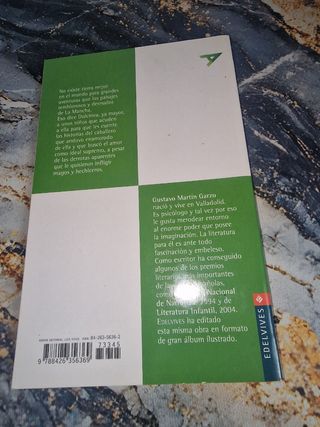 No existe tierra mejor
en el mundo para grandes
aventuras que los paisajes
somnolientos y dormidos
de La Mancha.
Eso dice Dulcinea, ya mayor,
a unos niños que acuden
a ella para que les cuente
las historias del caballero
que anduvo enamorado
de ella y que buscó el amor
como ideal supremo, a pesar
de las derrotas aparentes
que le quisieron infligir
magos y hechiceros.
Gustavo Martín Garzo
nació y vive en Valladolid.
Es psicólogo y tal vez por eso
le gusta merodear entorno
al enorme poder que posee
la imaginación. La literatura
para él es ante todo
fascinación y embeleso.
Como escritor ha conseguido
algunos de los premios
literarios más importantes
de las españolas,
como Nacional
de 1994 y de
Literatura Infantil, 2004.
EDELVIVES ha editado
esta misma obra en formato
de gran álbum ilustrado.
EDELVIVES
ISBN 84-263-5636-2
73345
9 788426 356369